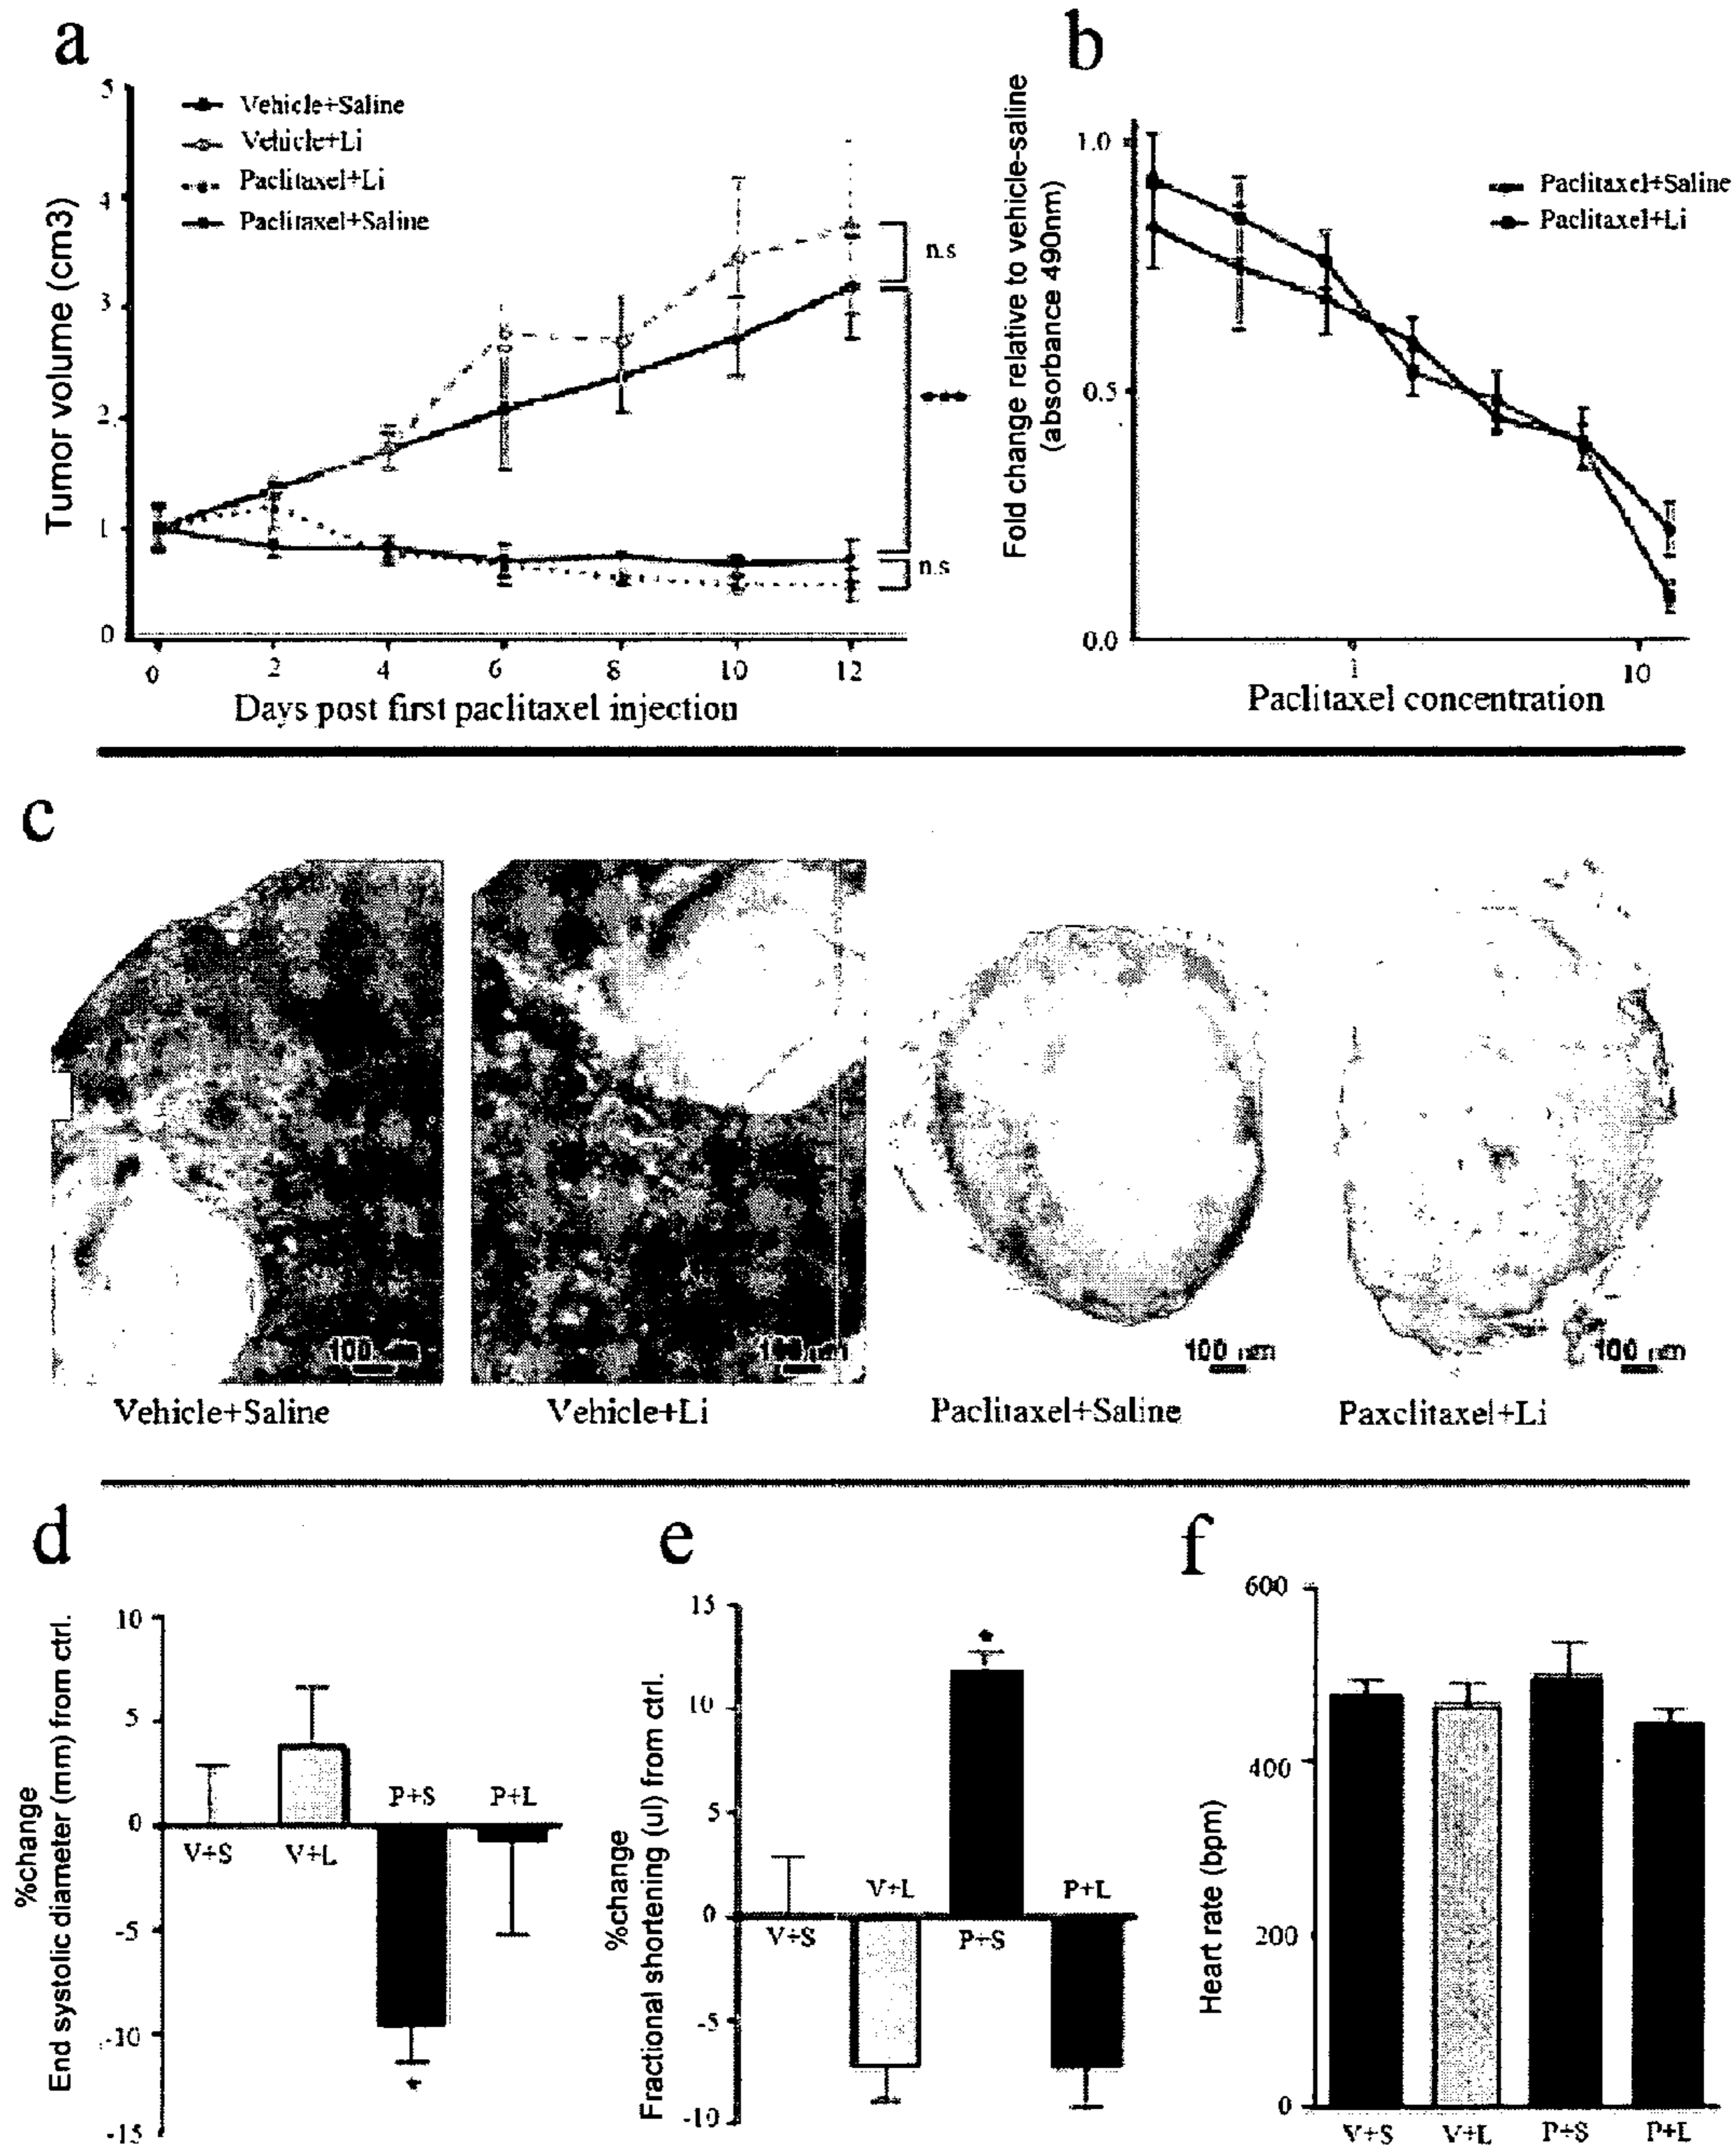 a
5
4
3
2
1
0
Tumor volume (cm3)
Vehicle+Saline
Vehicle+Li
Paclitaxel+Li
Paclitaxel+Saline
n.s
n.s
0 2 4 6 8 10 12
Days post first paclitaxel injection
b
Fold change relative to vehicle-saline
(absorbance 490nm)
1.0
0.5
0.0
Paclitaxel+Saline
Paclitaxel+Li
1 10
Paclitaxel concentration
c
100 µm
100 µm
100 µm
100 µm
Vehicle+Saline
Vehicle+Li
Paclitaxel+Saline
Paxclitaxel+Li
d
%change
End systolic diameter (mm) from ctrl.
10
5
0
-5
-10
-15
V+S
V+L
P+S
P+L
e
%change
Fractional shortening (ul) from ctrl.
15
10
5
0
-5
-10
V+S
V+L
P+S
P+L
f
Heart rate (bpm)
600
400
200
0
V+S
V+L
P+S
P+L